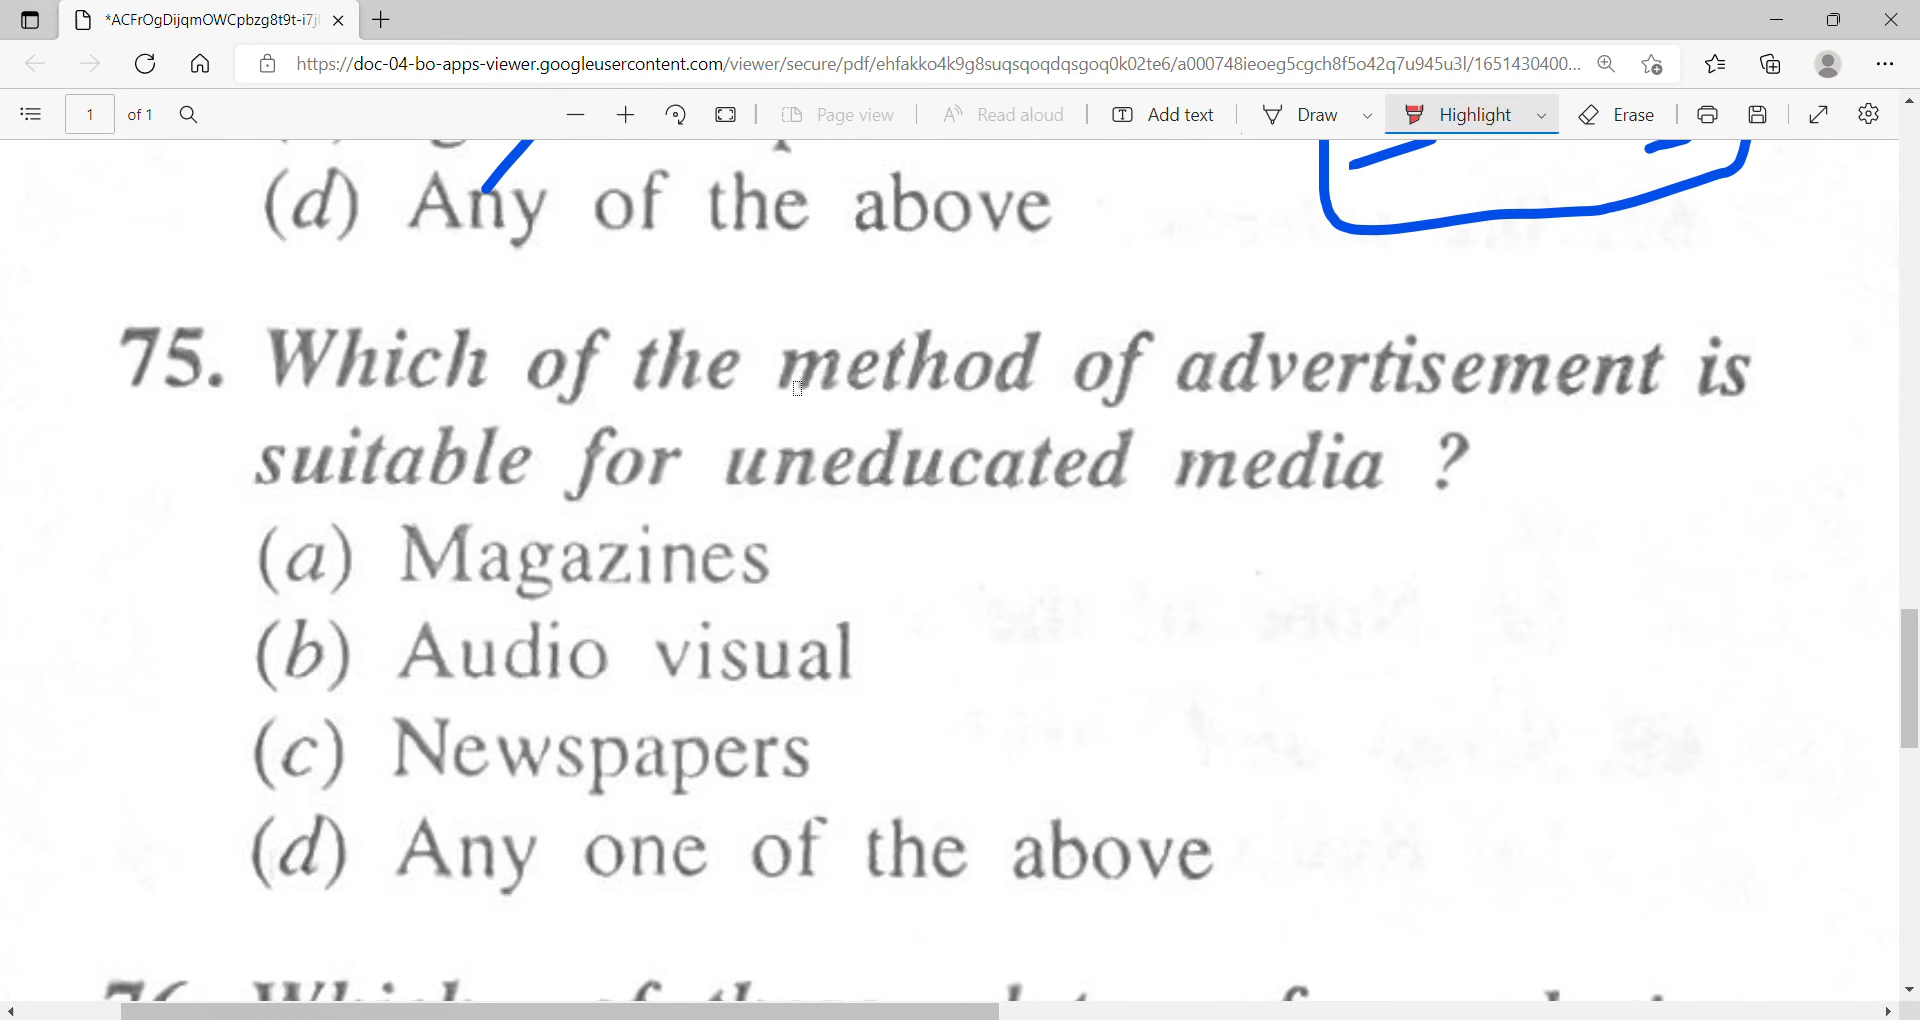 *ACFrOgDijqmOWCpbzg8t9t-i7jl
https://doc-04-bo-apps-viewer.googleusercontent.com/viewer/secure/pdf/ehfakko4k9g8suqsqoqdqsgoq0k02te6/a000748ieoeg5cgch8f5o42q7u945u3l/1651430400...
1 of 1 Page view Read aloud Add text Draw Highlight Erase
(d) Any of the above
75. Which of the method of advertisement is
suitable for uneducated media ?
(a) Magazines
(b) Audio visual
(c) Newspapers
(d) Any one of the above